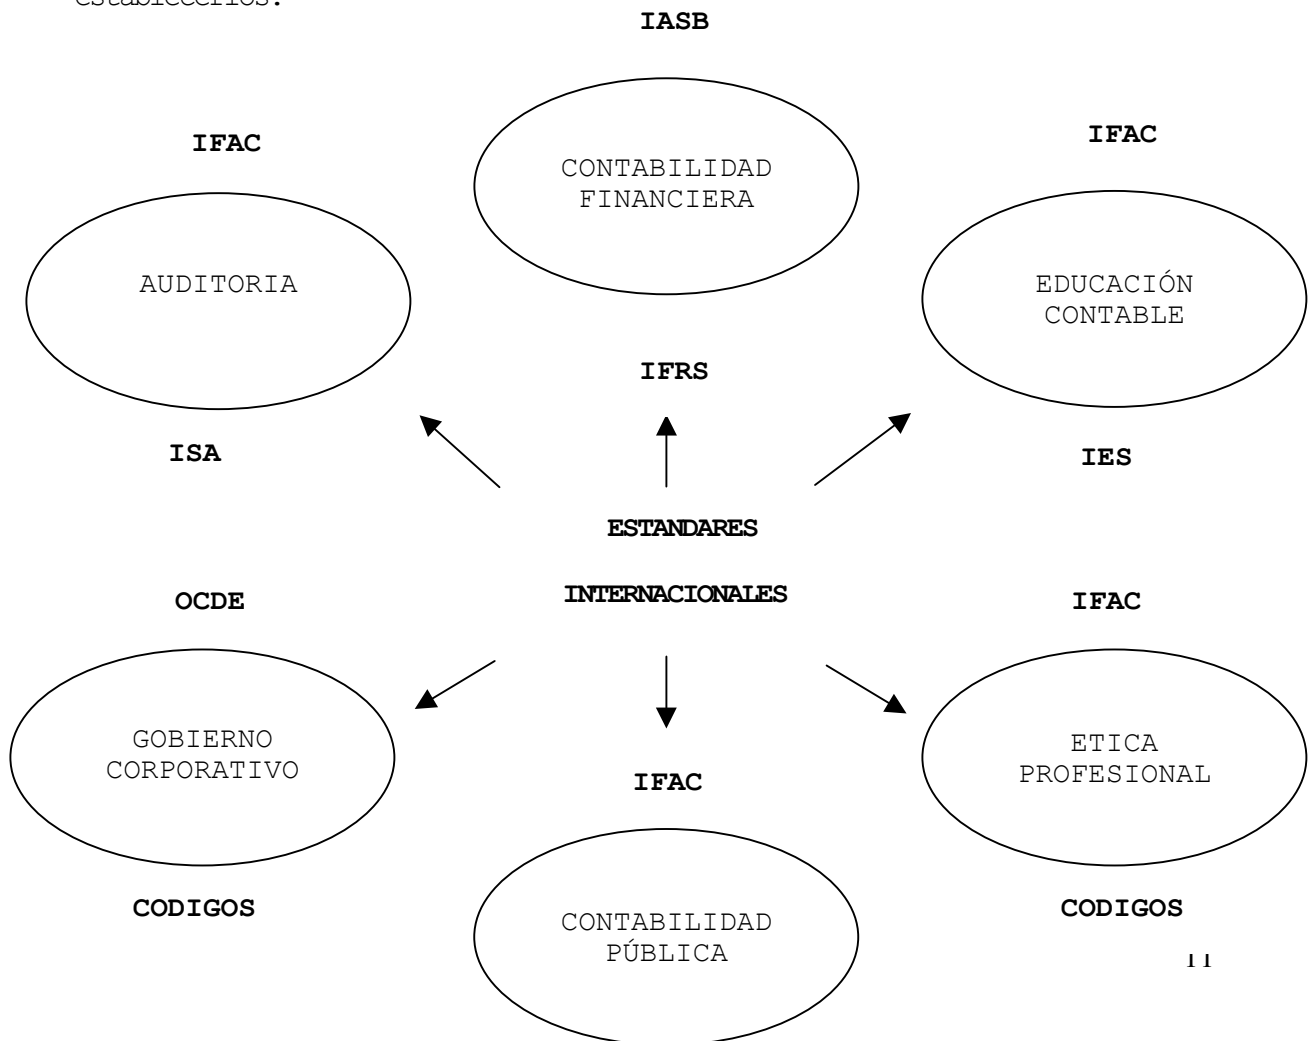 establecerlos.
IASB
IFAC
IFAC
CONTABILIDAD
FINANCIERA
AUDITORIA
EDUCACIÓN
CONTABLE
IFRS
ISA
IES
ESTANDARES
INTERNACIONALES
OCDE
IFAC
GOBIERNO
CORPORATIVO
ETICA
PROFESIONAL
IFAC
CODIGOS
CODIGOS
CONTABILIDAD
PÚBLICA
11